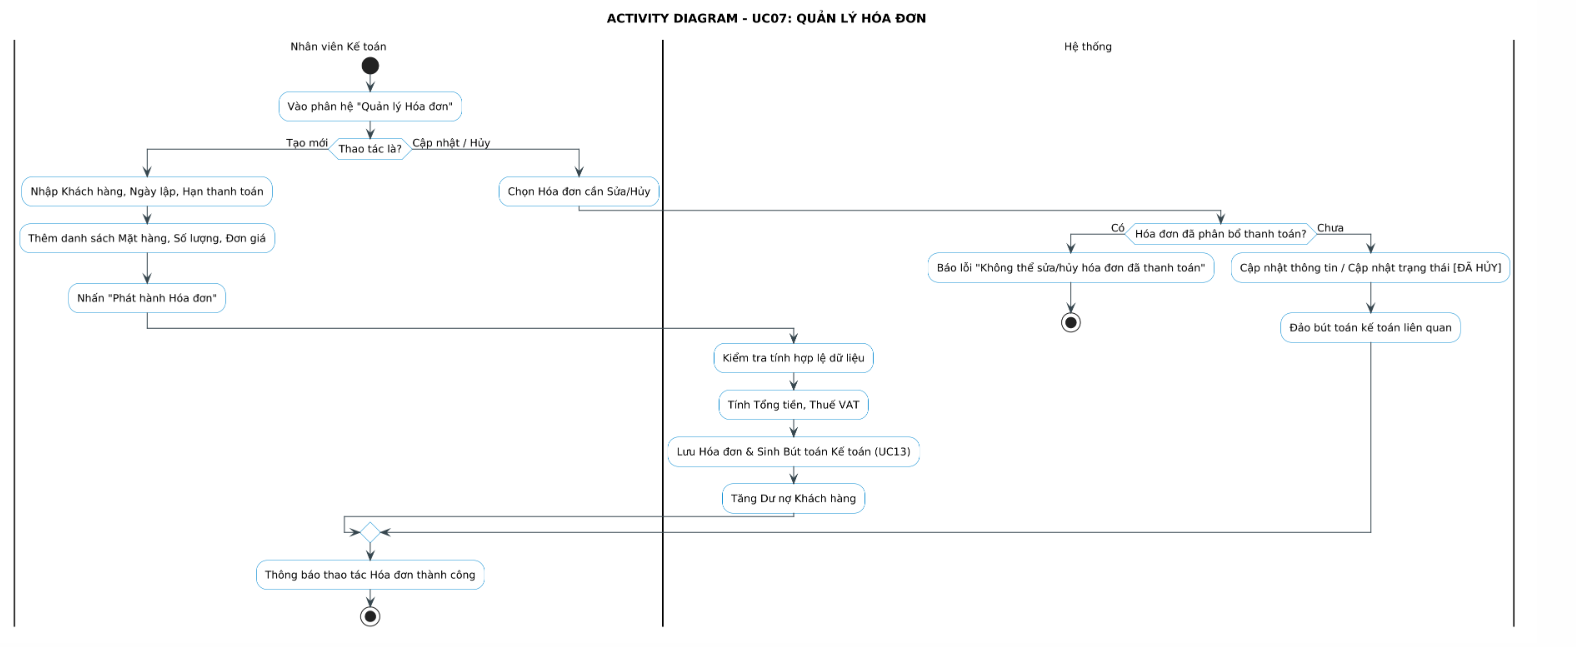 ACTIVITY DIAGRAM - UC07: QUẢN LÝ HÓA ĐƠN
Nhân viên Kế toán
Hệ thống
Vào phân hệ "Quản lý Hóa đơn"
Tạo mới
Thao tác là?
Cập nhật / Hủy
Nhập Khách hàng, Ngày lập, Hạn thanh toán
Chọn Hóa đơn cần Sửa/Hủy
Thêm danh sách Mặt hàng, Số lượng, Đơn giá
Có
Hóa đơn đã phân bổ thanh toán?
Chưa
Báo lỗi "Không thể sửa/hủy hóa đơn đã thanh toán"
Cập nhật thông tin / Cập nhật trạng thái [ĐÃ HỦY]
Nhấn "Phát hành Hóa đơn"
Đảo bút toán kế toán liên quan
Kiểm tra tính hợp lệ dữ liệu
Tính Tổng tiền, Thuế VAT
Lưu Hóa đơn & Sinh Bút toán Kế toán (UC13)
Tăng Dư nợ Khách hàng
Thông báo thao tác Hóa đơn thành công